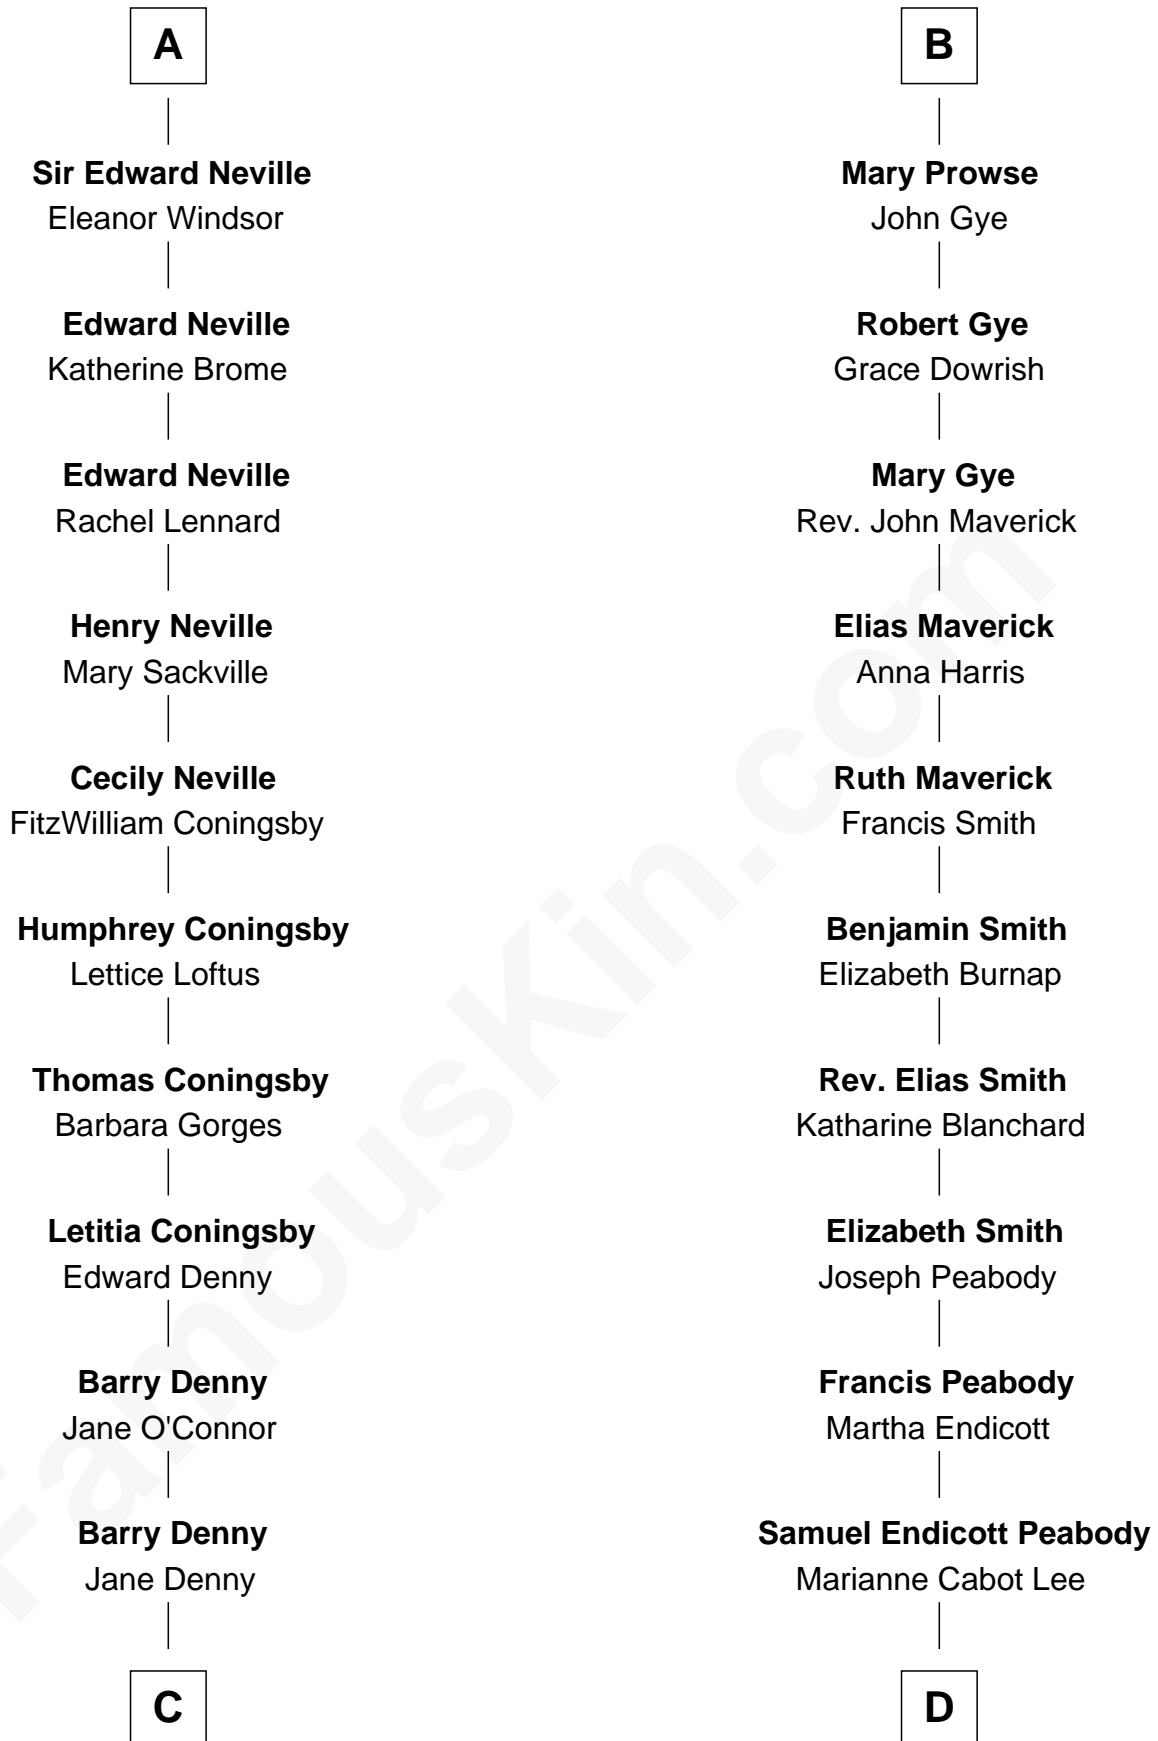 A
Sir Edward Neville
Eleanor Windsor
Edward Neville
Katherine Brome
Edward Neville
Rachel Lennard
Henry Neville
Mary Sackville
Cecily Neville
FitzWilliam Coningsby
Humphrey Coningsby
Lettice Loftus
Thomas Coningsby
Barbara Gorges
Letitia Coningsby
Edward Denny
Barry Denny
Jane O'Connor
Barry Denny
Jane Denny
C
B
Mary Prowse
John Gye
Robert Gye
Grace Dowrish
Mary Gye
Rev. John Maverick
Elias Maverick
Anna Harris
Ruth Maverick
Francis Smith
Benjamin Smith
Elizabeth Burnap
Rev. Elias Smith
Katharine Blanchard
Elizabeth Smith
Joseph Peabody
Francis Peabody
Martha Endicott
Samuel Endicott Peabody
Marianne Cabot Lee
D
FamousKin.com